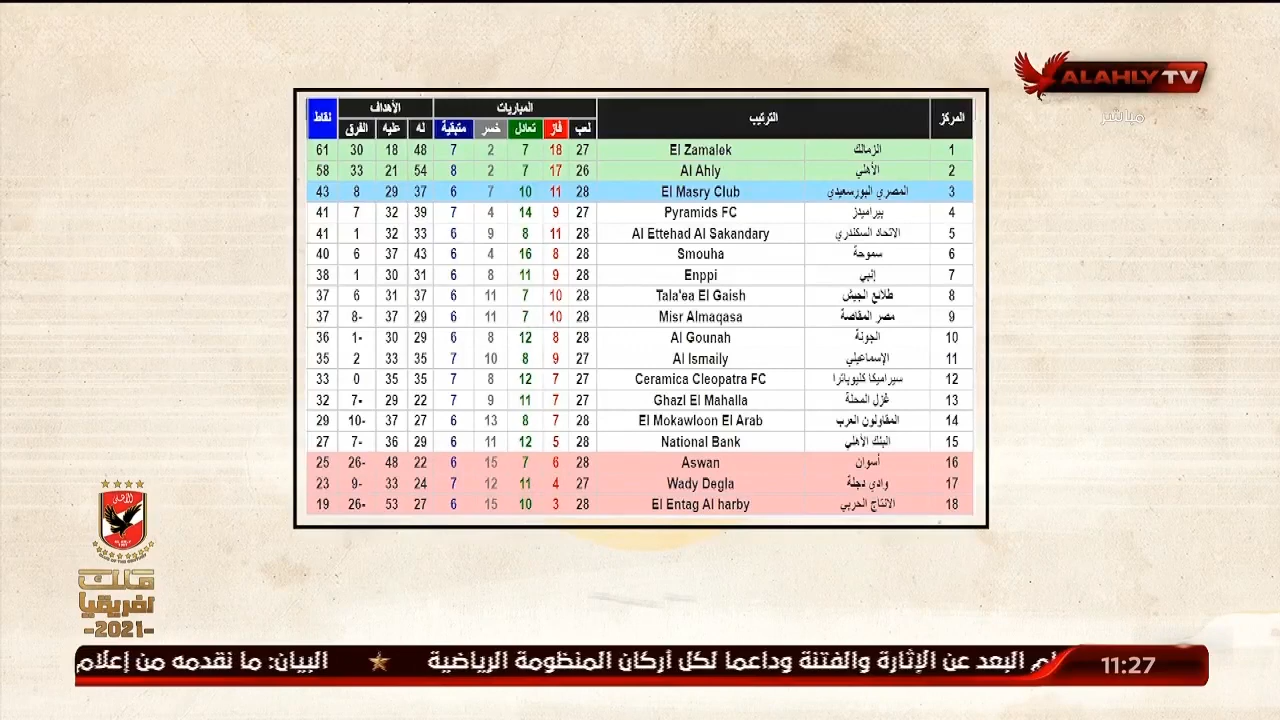 ALAHLY TV
مباشر
المركز الترتيب المباريات الأهداف نقاط
لعب فاز تعادل خسر متبقية له عليه الفرق
1 الزمالك El Zamalek 27 18 7 2 7 48 18 30 61
2 الأهلي Al Ahly 26 17 7 2 8 54 21 33 58
3 المصري البورسعيدي El Masry Club 28 11 10 7 6 37 29 8 43
4 بيراميدز Pyramids FC 27 9 14 4 7 39 32 7 41
5 الاتحاد السكندري Al Ettehad Al Sakandary 28 11 8 9 6 33 32 1 41
6 سموحة Smouha 28 8 16 4 6 43 37 6 40
7 إنبي Enppi 28 9 11 8 6 31 30 1 38
8 طلائع الجيش Tala'ea El Gaish 28 10 7 11 6 37 31 6 37
9 مصر المقاصة Misr Almaqasa 28 10 7 11 6 29 37 8- 37
10 الجونة Al Gounah 28 8 12 8 6 29 30 1- 36
11 الإسماعيلي Al Ismaily 27 9 8 10 7 35 33 2 35
12 سيراميكا كليوباترا Ceramica Cleopatra FC 27 7 12 8 7 35 35 0 33
13 غزل المحلة Ghazl El Mahalla 27 7 11 9 7 22 29 7- 32
14 المقاولون العرب El Mokawloon El Arab 28 7 8 13 6 27 37 10- 29
15 البنك الأهلي National Bank 28 5 12 11 6 29 36 7- 27
16 أسوان Aswan 28 6 7 15 6 22 48 26- 25
17 وادي دجلة Wady Degla 27 4 11 12 7 24 33 9- 23
18 الانتاج الحربي El Entag Al harby 28 3 10 15 6 27 53 26- 19
ملك
افريقيا
-2021-
البعد عن الإثارة والفتنة وداعما لكل أركان المنظومة الرياضية ★ البيان: ما نقدمه من إعلام
11:27